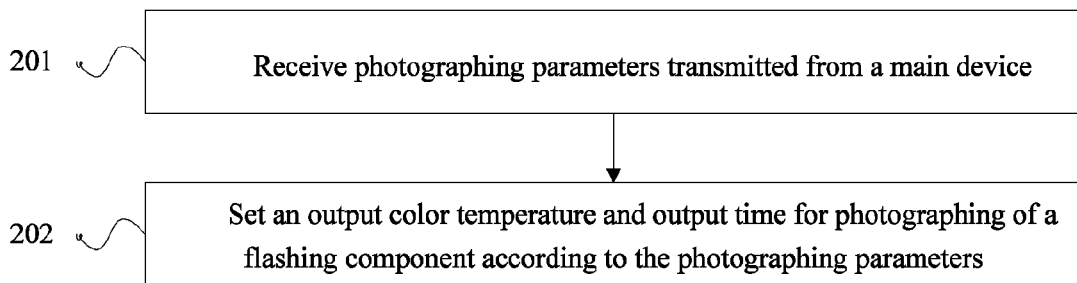 201
Receive photographing parameters transmitted from a main device
202
Set an output color temperature and output time for photographing of a
flashing component according to the photographing parameters